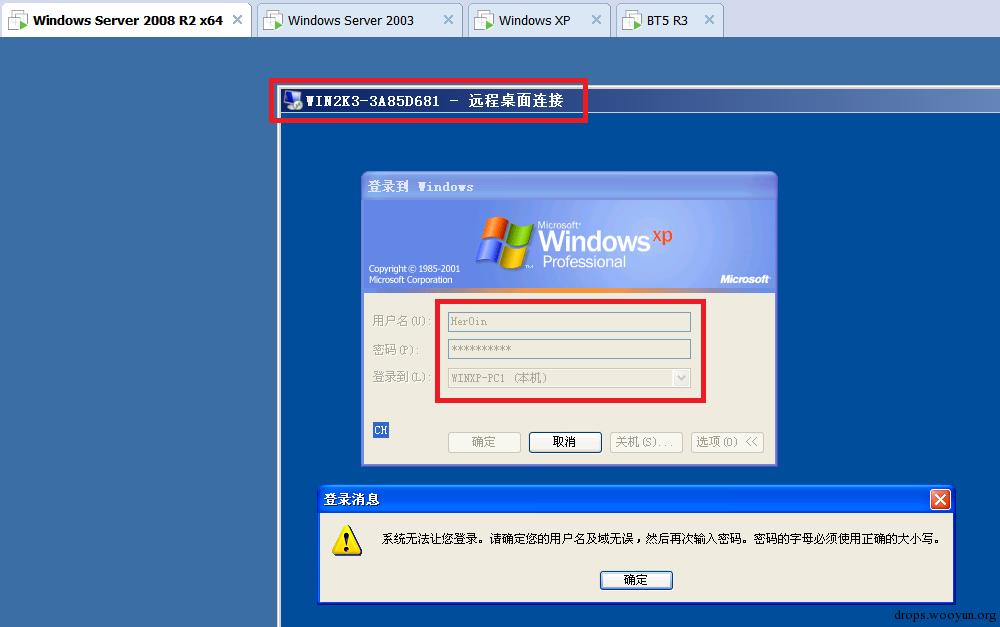 Windows Server 2008 R2 x64
Windows Server 2003
Windows XP
BT5 R3
WIN2K3-3A85D681 - 远程桌面连接
登录到 Windows
Microsoft®
Windows xp
Professional
Copyright © 1985-2001
Microsoft Corporation
Microsoft
用户名(U): Her0in
密码(P): **********
登录到(L): WINXP-PC1 (本机)
CH
确定 取消 关机(S)... 选项(O) <<
登录消息
系统无法让您登录。请确定您的用户名及域无误，然后再次输入密码。密码的字母必须使用正确的大小写。
确定
drops.wooyun.org